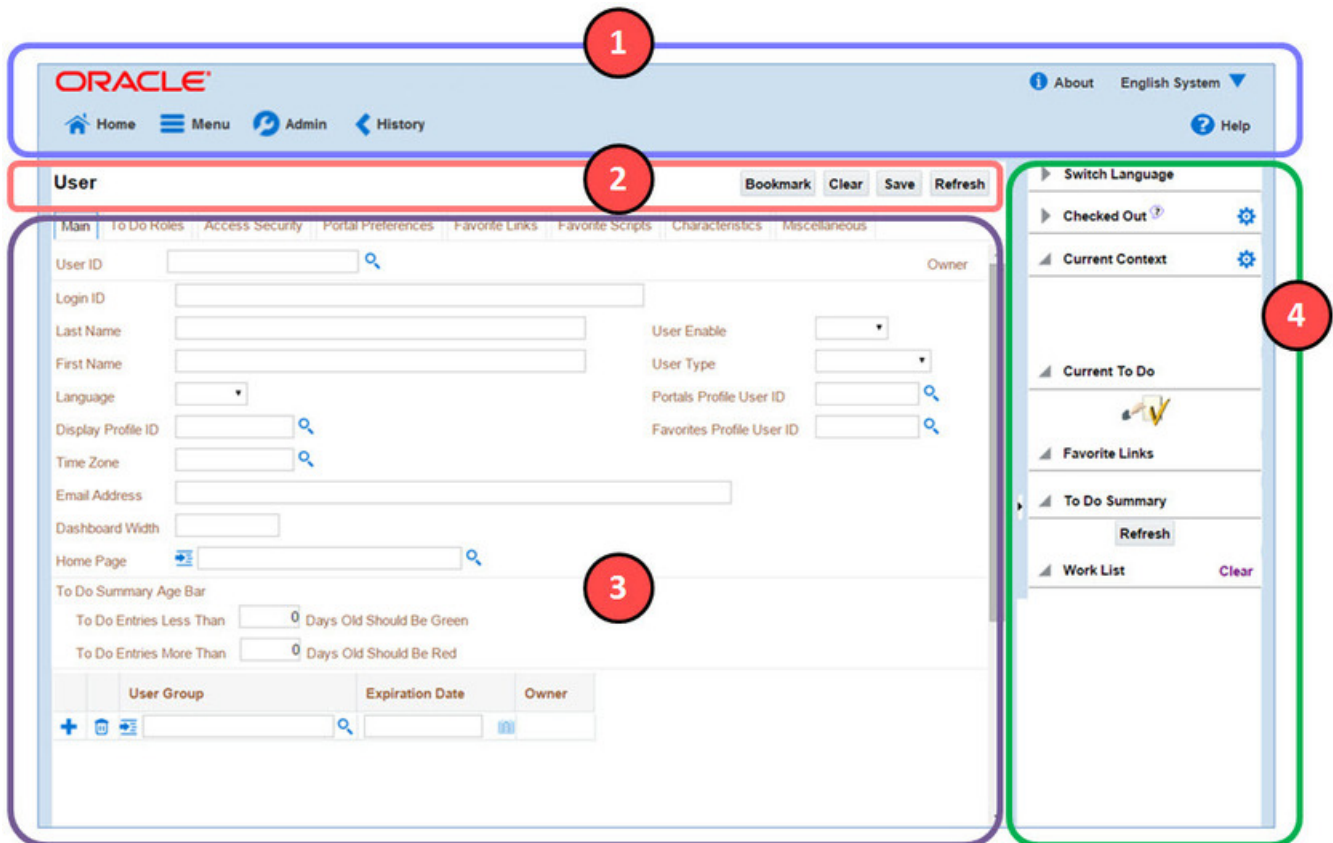 1
ORACLE
About English System
Home Menu Admin History Help
2
User Bookmark Clear Save Refresh
Main To Do Roles Access Security Portal Preferences Favorite Links Favorite Scripts Characteristics Miscellaneous
User ID Owner
Login ID
Last Name User Enable
First Name User Type
Language Portals Profile User ID
Display Profile ID Favorites Profile User ID
Time Zone
Email Address
Dashboard Width
Home Page
To Do Summary Age Bar
To Do Entries Less Than 0 Days Old Should Be Green
To Do Entries More Than 0 Days Old Should Be Red
User Group Expiration Date Owner
3
Switch Language
Checked Out ?
Current Context
4
Current To Do
Favorite Links
To Do Summary
Refresh
Work List Clear